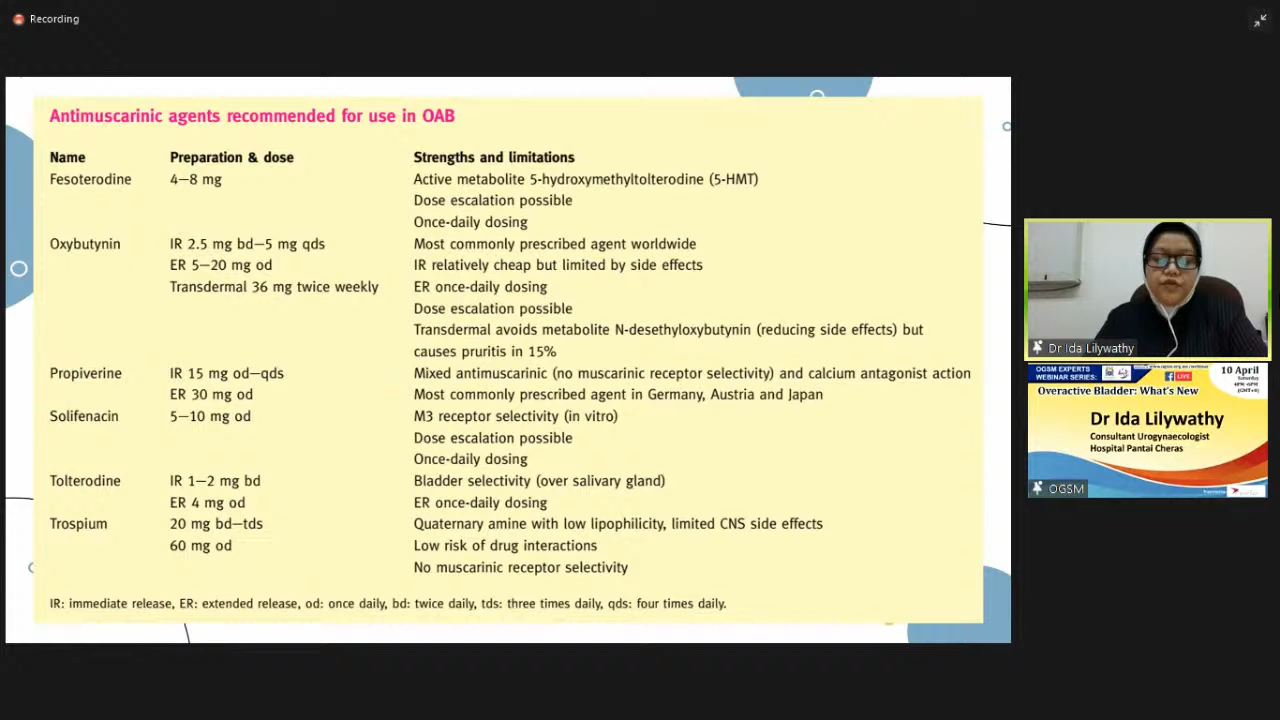 Recording
Antimuscarinic agents recommended for use in OAB
Name Preparation & dose Strengths and limitations
Fesoterodine 4–8 mg Active metabolite 5-hydroxymethyltolterodine (5-HMT)
Dose escalation possible
Once-daily dosing
Oxybutynin IR 2.5 mg bd–5 mg qds Most commonly prescribed agent worldwide
ER 5–20 mg od IR relatively cheap but limited by side effects
Transdermal 36 mg twice weekly ER once-daily dosing
Dose escalation possible
Transdermal avoids metabolite N-desethyloxybutynin (reducing side effects) but
causes pruritis in 15%
Propiverine IR 15 mg od–qds Mixed antimuscarinic (no muscarinic receptor selectivity) and calcium antagonist action
ER 30 mg od Most commonly prescribed agent in Germany, Austria and Japan
Solifenacin 5–10 mg od M3 receptor selectivity (in vitro)
Dose escalation possible
Once-daily dosing
Tolterodine IR 1–2 mg bd Bladder selectivity (over salivary gland)
ER 4 mg od ER once-daily dosing
Trospium 20 mg bd–tds Quaternary amine with low lipophilicity, limited CNS side effects
60 mg od Low risk of drug interactions
No muscarinic receptor selectivity
IR: immediate release, ER: extended release, od: once daily, bd: twice daily, tds: three times daily, qds: four times daily.
Dr Ida Lilywathy
OGSM EXPERTS
WEBINAR SERIES:
LIVE
10 April
Saturday
Overactive Bladder: What's New
Dr Ida Lilywathy
Consultant Urogynaecologist
Hospital Pantai Cheras
OGSM